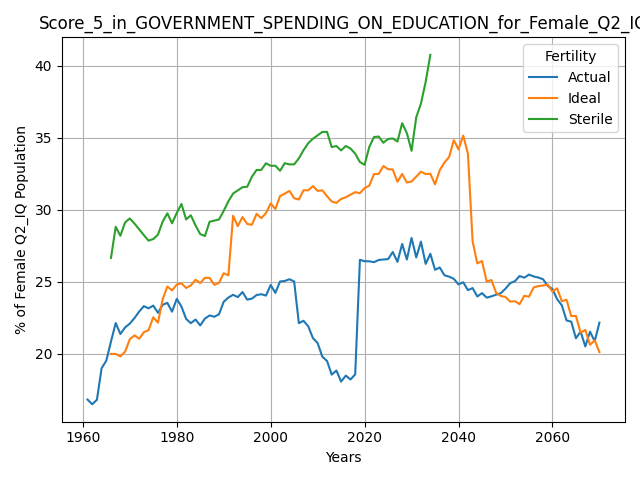 Score_5_in_GOVERNMENT_SPENDING_ON_EDUCATION_for_Female_Q2_IQ
Fertility
Actual
Ideal
Sterile
% of Female Q2_IQ Population
40
35
30
25
20
1960 1980 2000 2020 2040 2060
Years